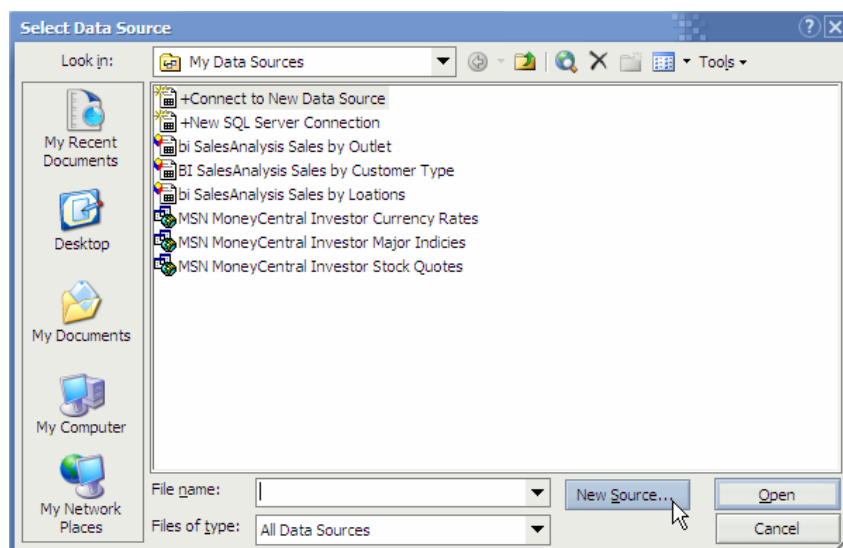 Select Data Source
Look in:
My Data Sources
Tools
My Recent
Documents
Desktop
My Documents
My Computer
My Network
Places
+Connect to New Data Source
+New SQL Server Connection
bi SalesAnalysis Sales by Outlet
BI SalesAnalysis Sales by Customer Type
bi SalesAnalysis Sales by Loations
MSN MoneyCentral Investor Currency Rates
MSN MoneyCentral Investor Major Indicies
MSN MoneyCentral Investor Stock Quotes
File name:
New Source...
Open
Files of type:
All Data Sources
Cancel